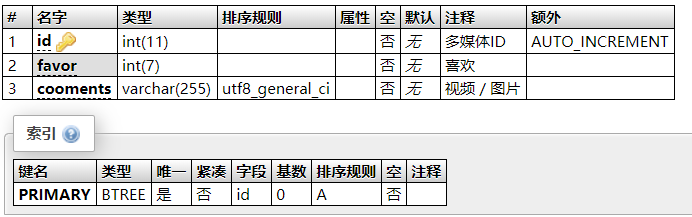 # 名字 类型 排序规则 属性 空 默认 注释 额外
1 id int(11) 否 无 多媒体ID AUTO_INCREMENT
2 favor int(7) 否 无 喜欢
3 cooments varchar(255) utf8_general_ci 否 无 视频 / 图片
索引
键名 类型 唯一 紧凑 字段 基数 排序规则 空 注释
PRIMARY BTREE 是 否 id 0 A 否